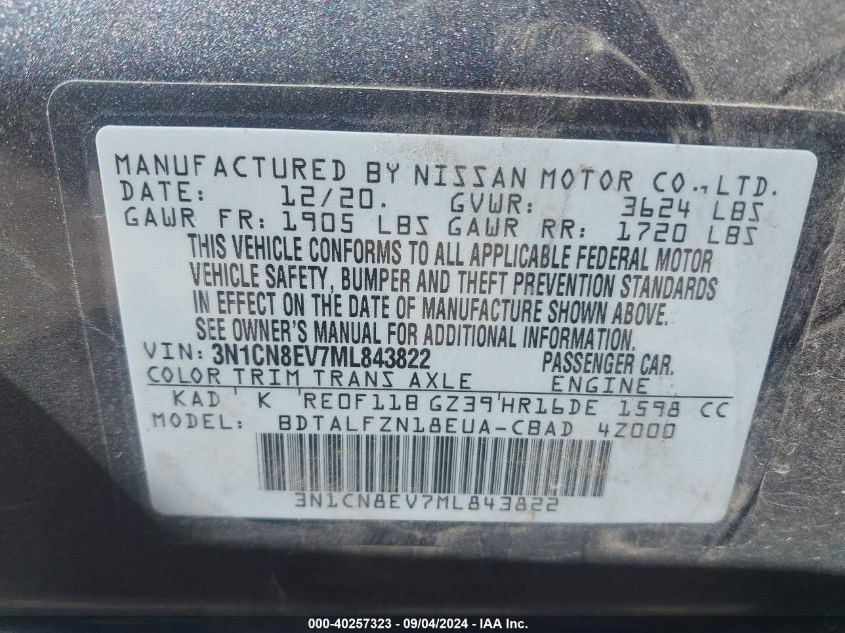 MANUFACTURED BY NISSAN MOTOR CO., LTD.
DATE: 12/20. GVWR: 3624 LBS
GAWR FR: 1905 LBS GAWR RR: 1720 LBS
THIS VEHICLE CONFORMS TO ALL APPLICABLE FEDERAL MOTOR
VEHICLE SAFETY, BUMPER AND THEFT PREVENTION STANDARDS
IN EFFECT ON THE DATE OF MANUFACTURE SHOWN ABOVE.
SEE OWNER'S MANUAL FOR ADDITIONAL INFORMATION.
VIN: 3N1CN8EV7ML843822 PASSENGER CAR.
COLOR TRIM TRANS AXLE ENGINE
KAD K RE0F11B GZ39 HR16DE 1598 CC
MODEL: BDTALFZN18EUA-CBAD 4Z000
3N1CN8EV7ML843822
000-40257323 - 09/04/2024 - IAA Inc.